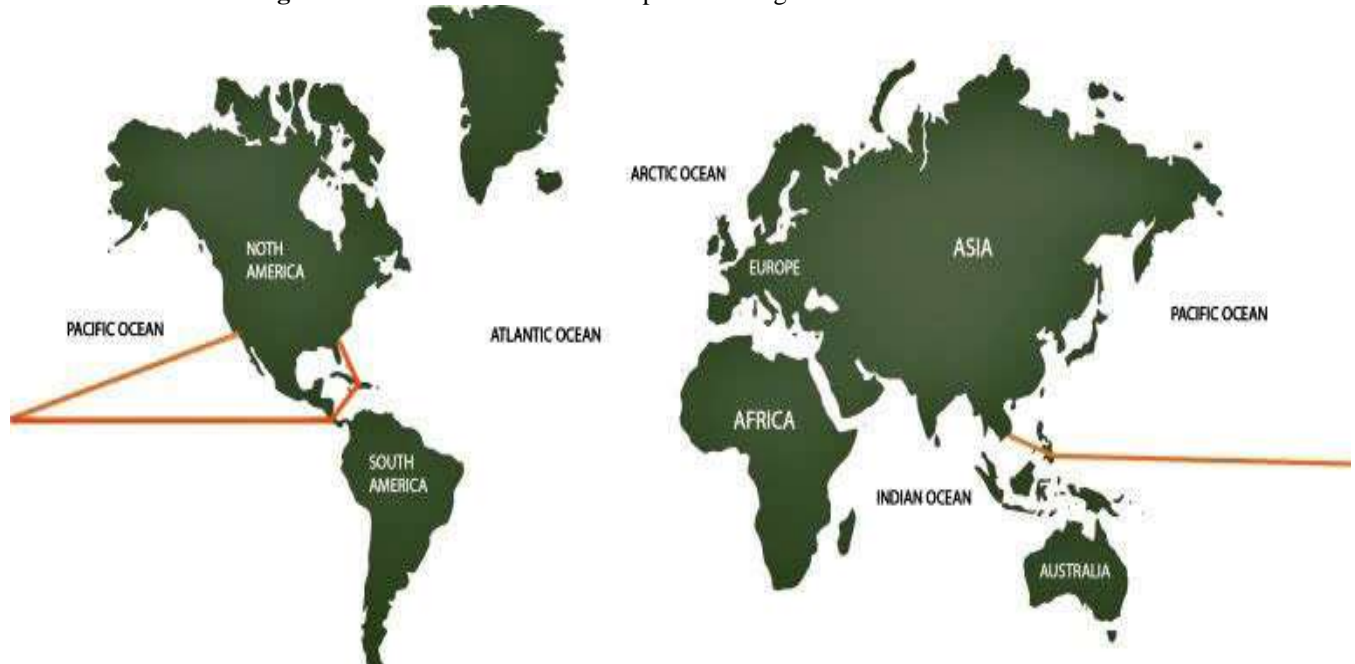 ARCTIC OCEAN
NOTH
AMERICA
EUROPE
ASIA
PACIFIC OCEAN
ATLANTIC OCEAN
PACIFIC OCEAN
AFRICA
SOUTH
AMERICA
INDIAN OCEAN
AUSTRALIA